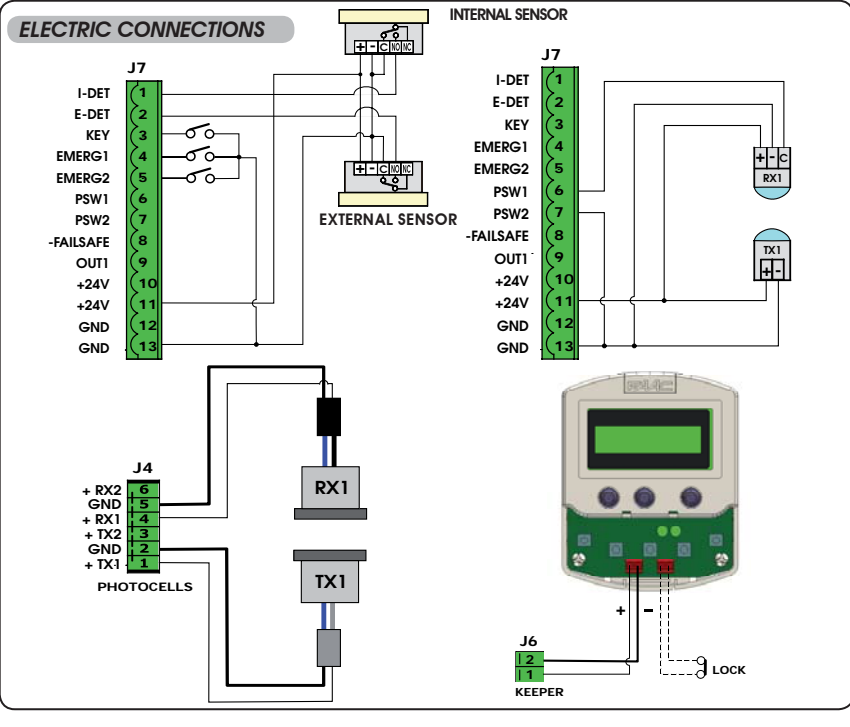 ELECTRIC CONNECTIONS
INTERNAL SENSOR
+ - C NO NC
J7
I-DET 1
E-DET 2
KEY 3
EMERG1 4
EMERG2 5
PSW1 6
PSW2 7
-FAILSAFE 8
OUT1 9
+24V 10
+24V 11
GND 12
GND 13
+ - C NO NC
EXTERNAL SENSOR
J7
I-DET 1
E-DET 2
KEY 3
EMERG1 4
EMERG2 5
PSW1 6
PSW2 7
-FAILSAFE 8
OUT1 9
+24V 10
+24V 11
GND 12
GND 13
+ - C
RX1
TX1
+ -
J4
+ RX2 6
GND 5
+ RX1 4
+ TX2 3
GND 2
+ TX1 1
PHOTOCELLS
RX1
TX1
+ -
J6
2
1
KEEPER
LOCK